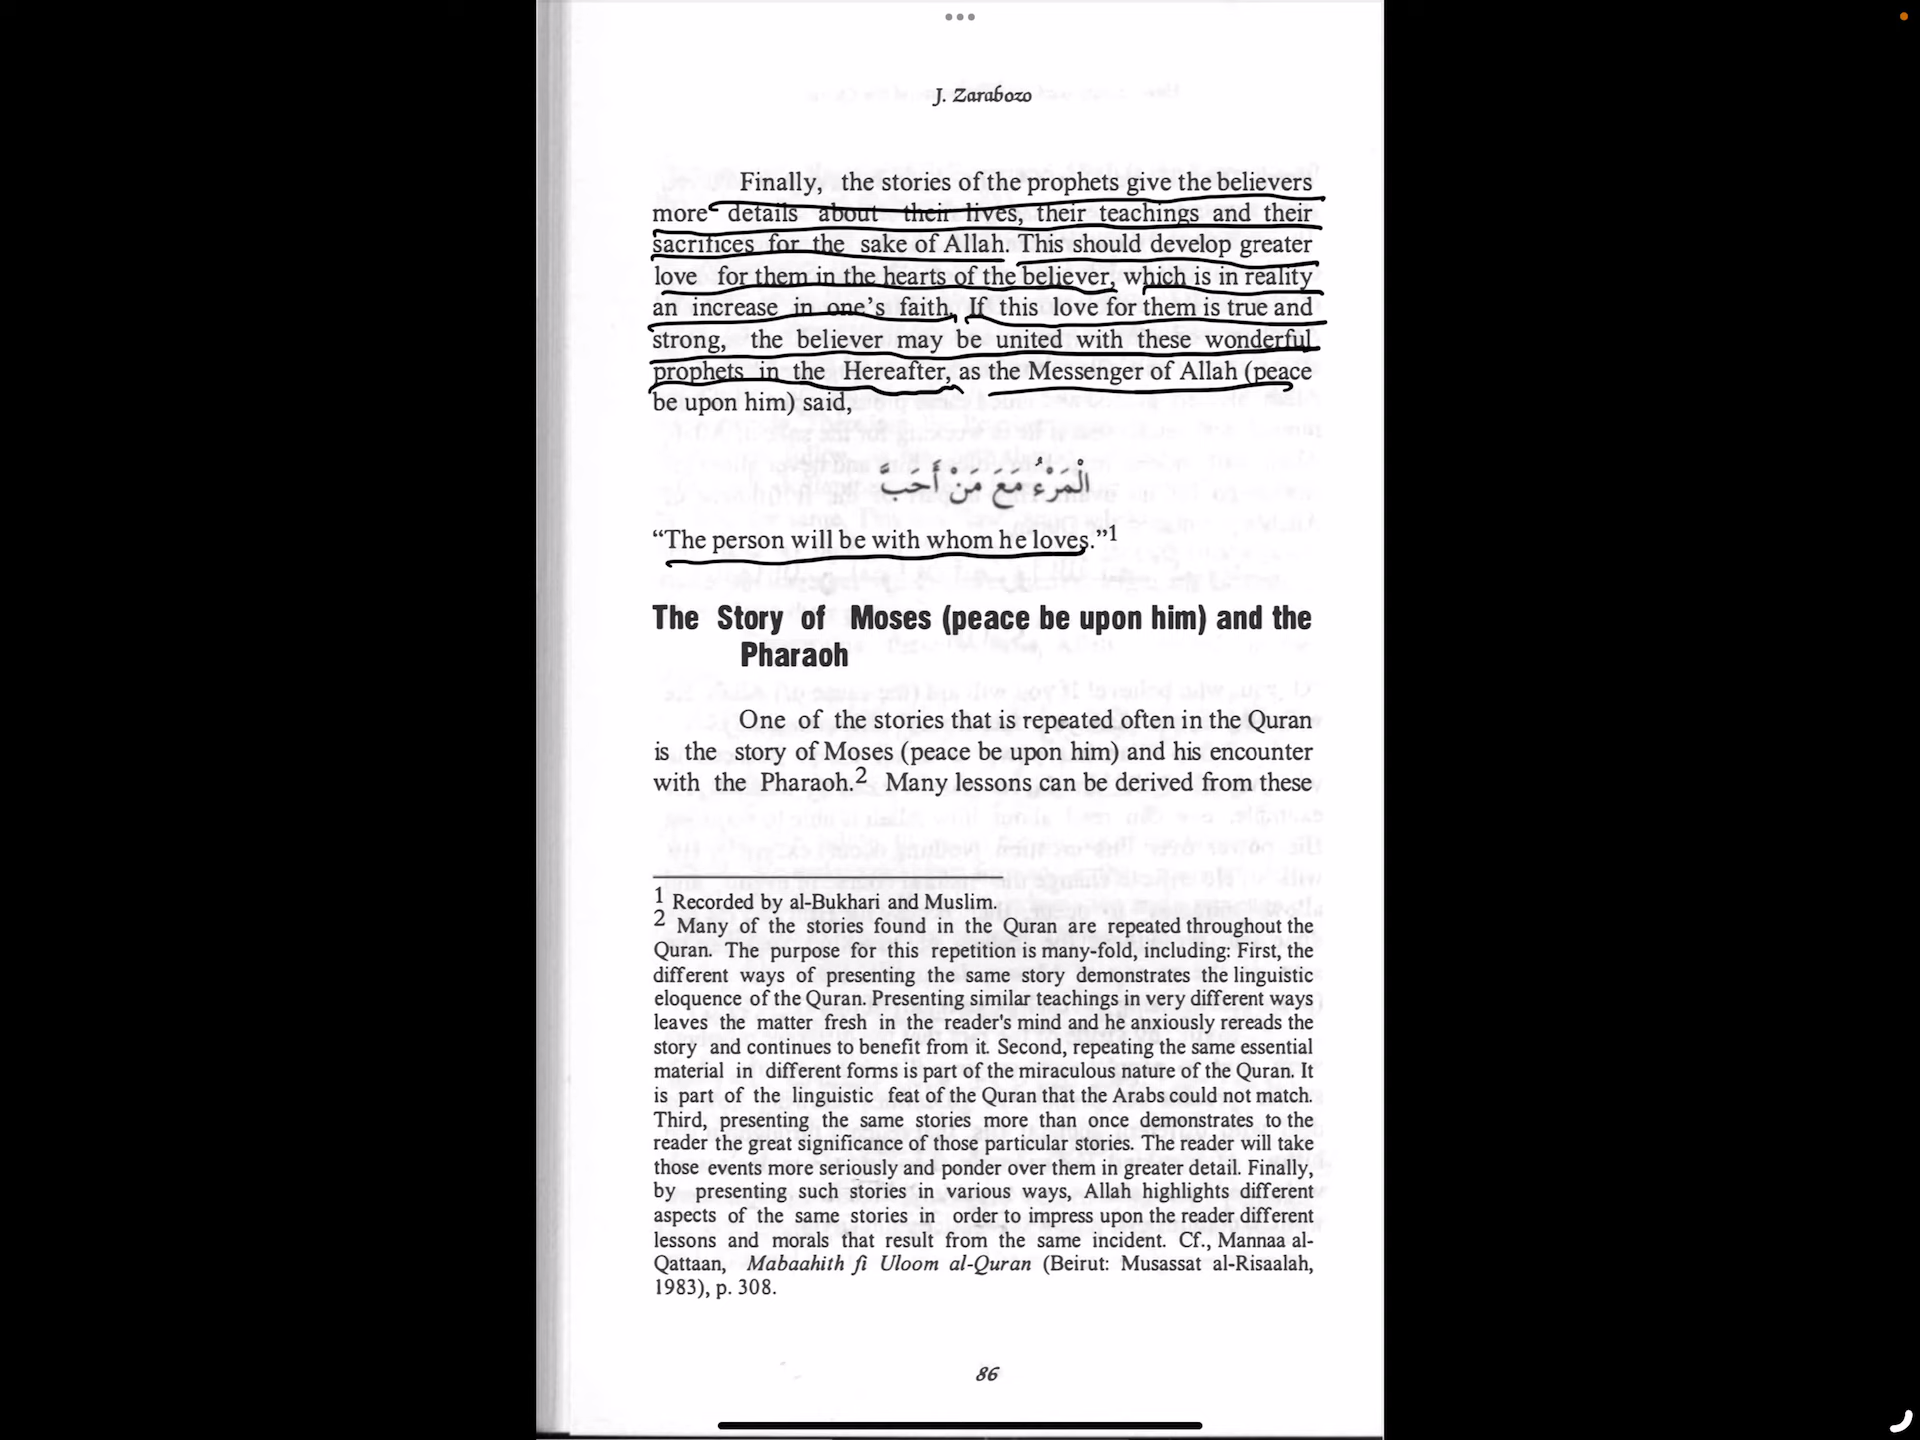 J. Zarabozo
Finally, the stories of the prophets give the believers
more details about their lives, their teachings and their
sacrifices for the sake of Allah. This should develop greater
love for them in the hearts of the believer, which is in reality
an increase in one's faith. If this love for them is true and
strong, the believer may be united with these wonderful
prophets in the Hereafter, as the Messenger of Allah (peace
be upon him) said,
الْمَرْءُ مَعَ مَنْ أَحَبَّ
“The person will be with whom he loves.”1
The Story of Moses (peace be upon him) and the
Pharaoh
One of the stories that is repeated often in the Quran
is the story of Moses (peace be upon him) and his encounter
with the Pharaoh.2 Many lessons can be derived from these
1 Recorded by al-Bukhari and Muslim.
2 Many of the stories found in the Quran are repeated throughout the
Quran. The purpose for this repetition is many-fold, including: First, the
different ways of presenting the same story demonstrates the linguistic
eloquence of the Quran. Presenting similar teachings in very different ways
leaves the matter fresh in the reader's mind and he anxiously rereads the
story and continues to benefit from it. Second, repeating the same essential
material in different forms is part of the miraculous nature of the Quran. It
is part of the linguistic feat of the Quran that the Arabs could not match.
Third, presenting the same stories more than once demonstrates to the
reader the great significance of those particular stories. The reader will take
those events more seriously and ponder over them in greater detail. Finally,
by presenting such stories in various ways, Allah highlights different
aspects of the same stories in order to impress upon the reader different
lessons and morals that result from the same incident. Cf., Mannaa al-
Qattaan, Mabaahith fi Uloom al-Quran (Beirut: Musassat al-Risaalah,
1983), p. 308.
86